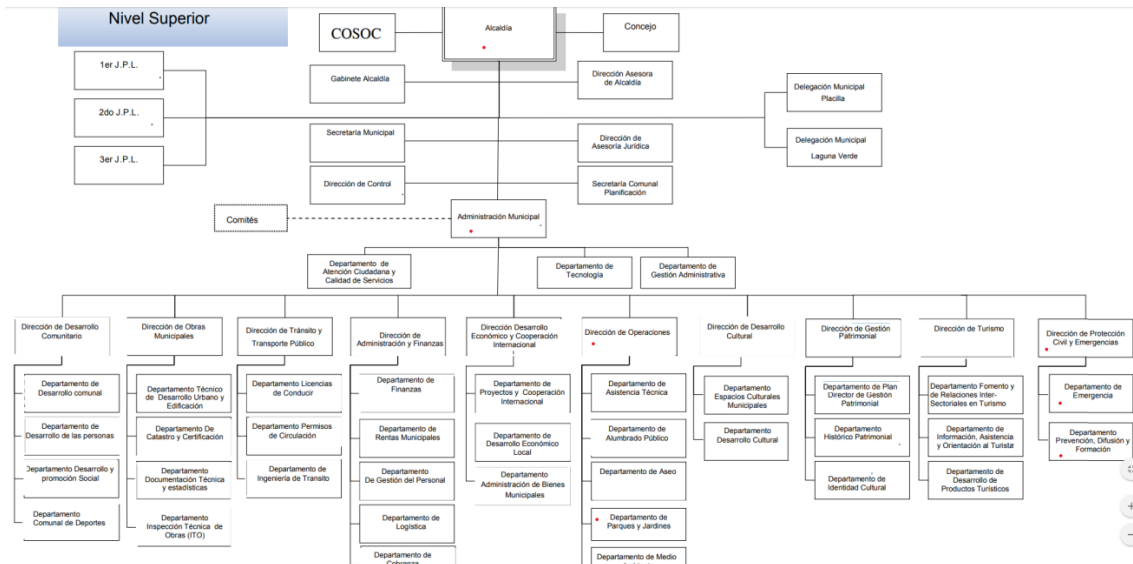 Nivel Superior
COSOC
Alcaldía
Concejo
1er J.P.L.
2do J.P.L.
3er J.P.L.
Gabinete Alcaldía
Dirección Asesora
de Alcaldía
Delegación Municipal
Placilla
Secretaría Municipal
Dirección de
Asesoría Jurídica
Delegación Municipal
Laguna Verde
Dirección de Control
Secretaría Comunal
Planificación
Comités
Administración Municipal
Departamento de
Atención Ciudadana y
Calidad de Servicios
Departamento de
Tecnología
Departamento de
Gestión Administrativa
Dirección de Desarrollo
Comunitario
Departamento de
Desarrollo comunal
Departamento de
Desarrollo de las personas
Departamento Desarrollo y
promoción Social
Departamento
Comunal de Deportes
Dirección de Obras
Municipales
Departamento Técnico
de Desarrollo Urbano y
Edificación
Departamento De
Catastro y Certificación
Departamento
Documentación Técnica
y estadísticas
Departamento
Inspección Técnica de
Obras (ITO)
Dirección de Tránsito y
Transporte Público
Departamento Licencias
de Conducir
Departamento Permisos
de Circulación
Departamento de
Ingeniería de Transito
Dirección de
Administración y Finanzas
Departamento de
Finanzas
Departamento de
Rentas Municipales
Departamento
De Gestión del Personal
Departamento de
Logística
Departamento de
Cobranza
Dirección Desarrollo
Económico y Cooperación
Internacional
Departamento de
Proyectos y Cooperación
Internacional
Departamento de
Desarrollo Económico
Local
Departamento
Administración de Bienes
Municipales
Dirección de Operaciones
Departamento de
Asistencia Técnica
Departamento de
Alumbrado Público
Departamento de Aseo
Departamento de
Parques y Jardines
Departamento de Medio
Dirección de Desarrollo
Cultural
Departamento
Espacios Culturales
Municipales
Departamento
Desarrollo Cultural
Dirección de Gestión
Patrimonial
Departamento de Plan
Director de Gestión
Patrimonial
Departamento
Histórico Patrimonial
Departamento de
Identidad Cultural
Dirección de Turismo
Departamento Fomento y
de Relaciones Inter-
Sectoriales en Turismo
Departamento de
Información, Asistencia
y Orientación al Turista
Departamento de
Desarrollo de
Productos Turísticos
Dirección de Protección
Civil y Emergencias
Departamento de
Emergencia
Departamento
Prevención, Difusión y
Formación